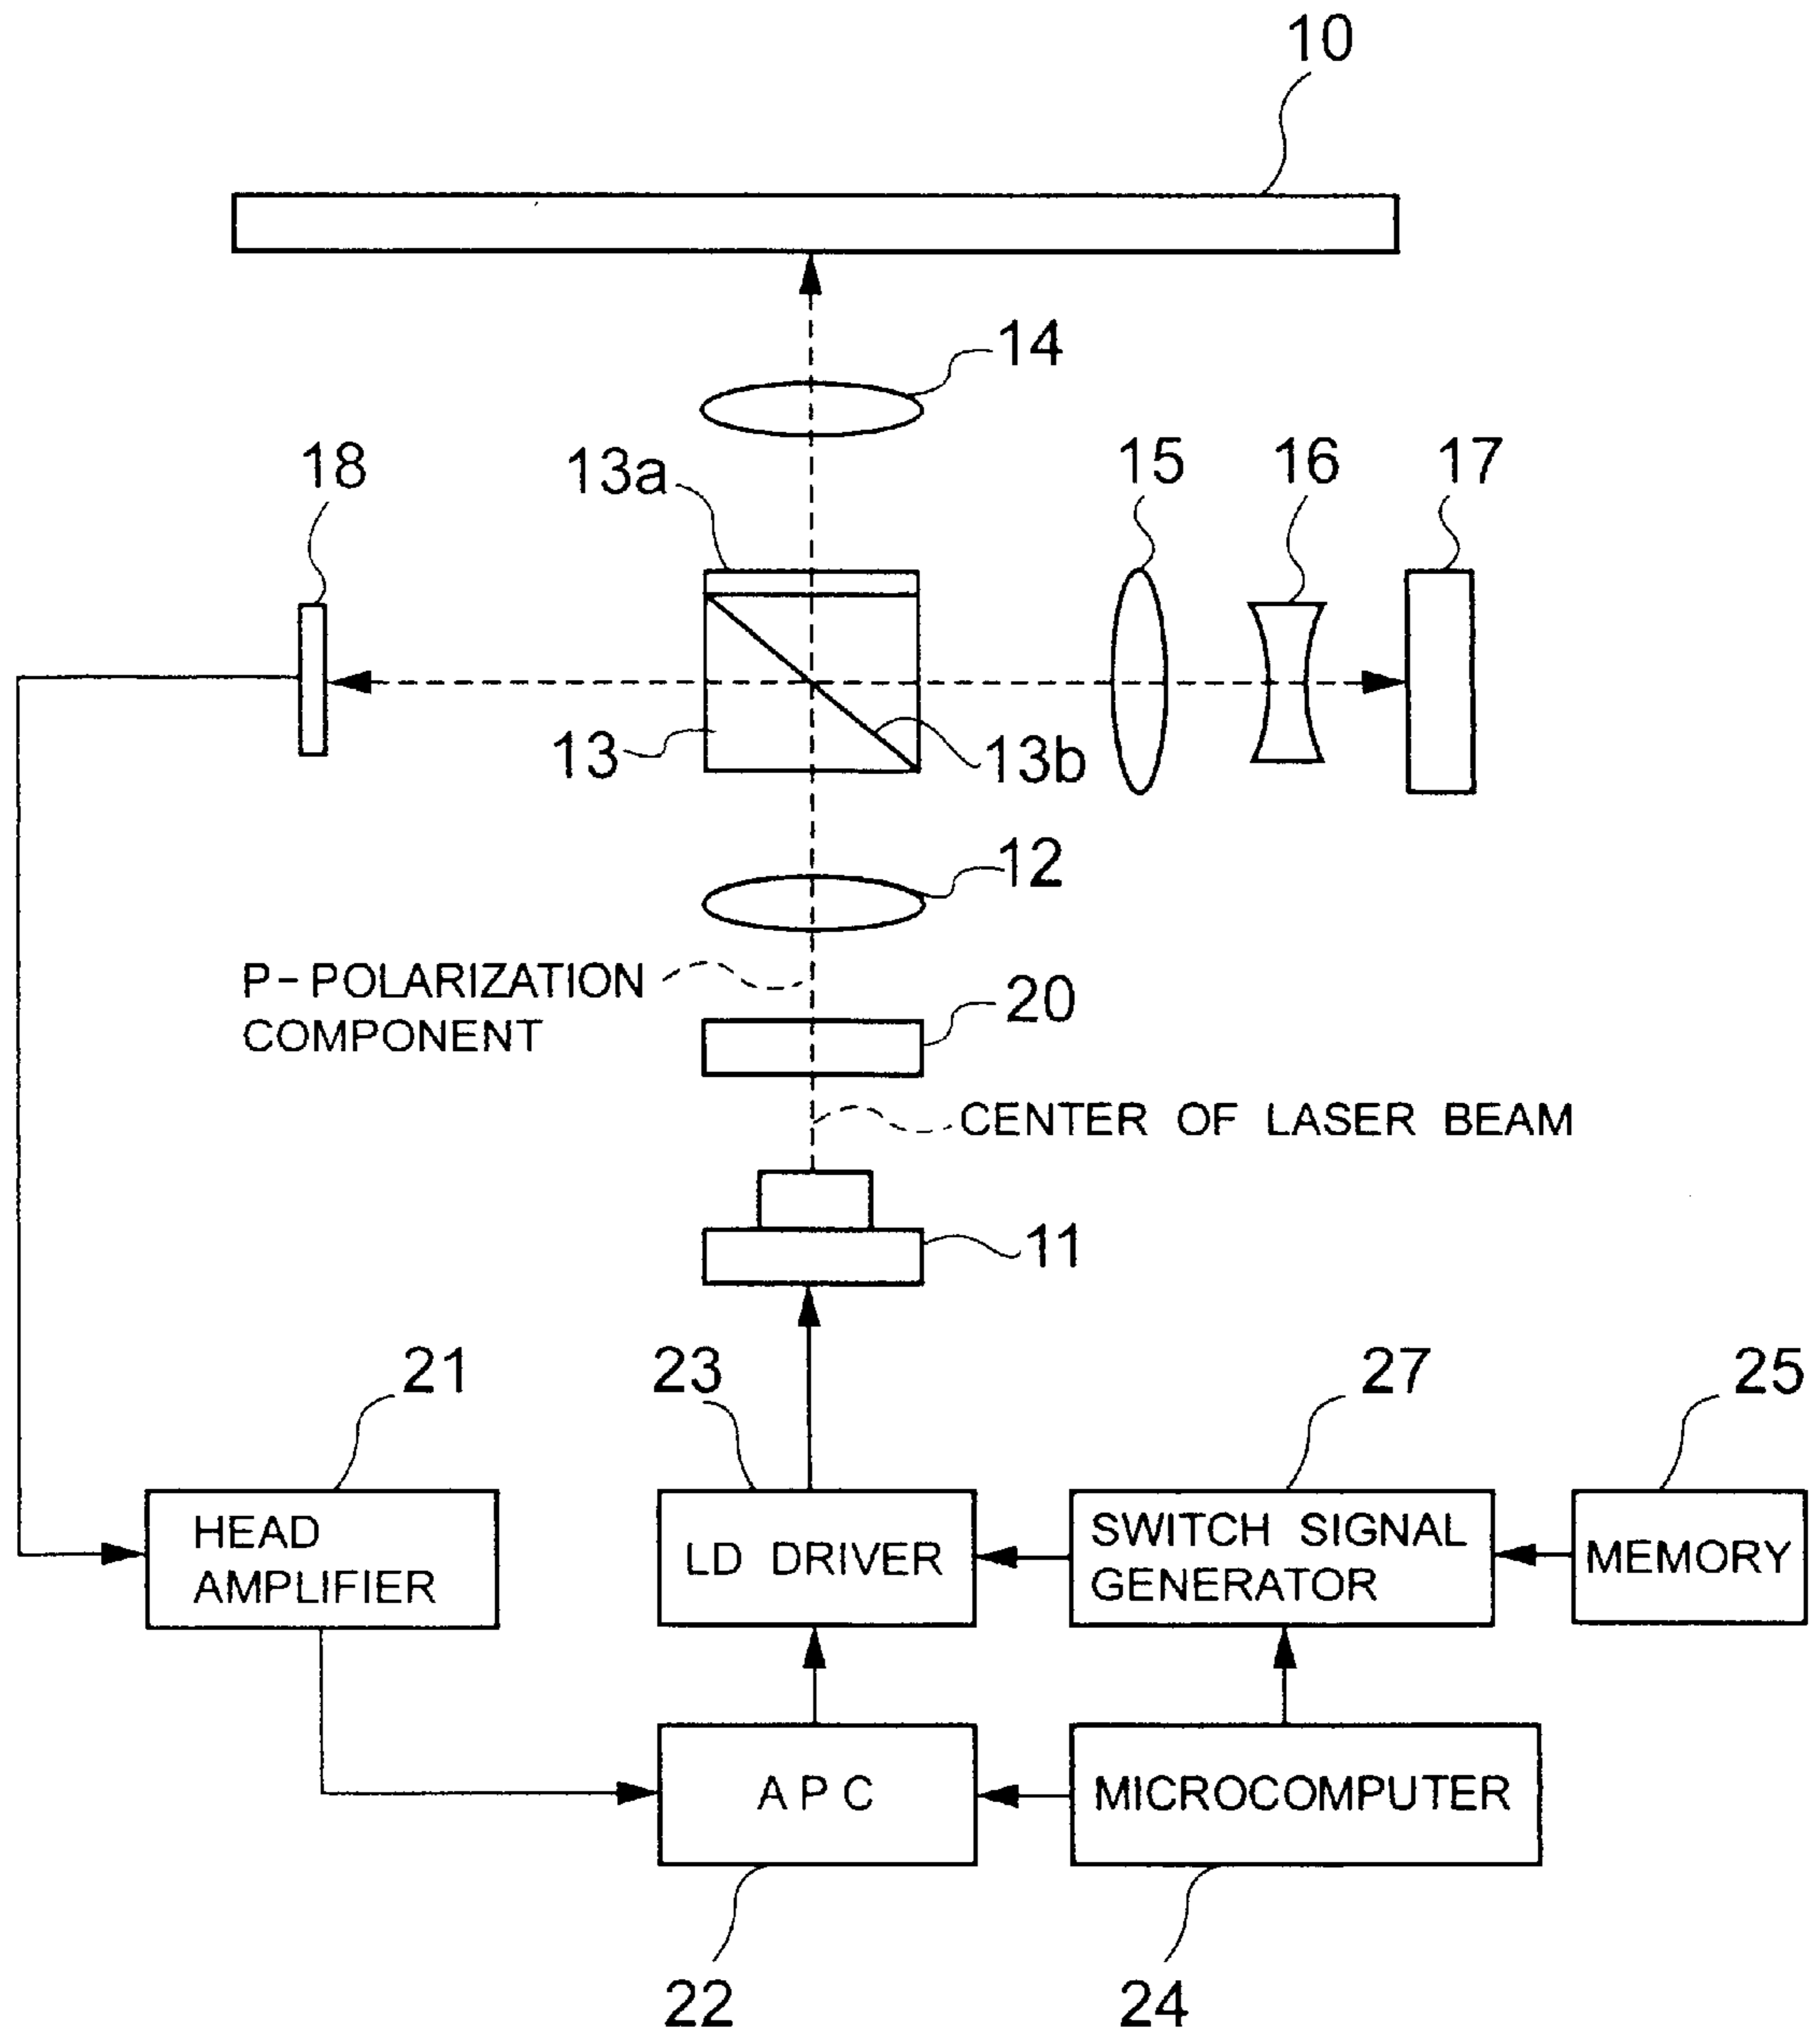 10
14
18
13a
15
16
17
13
13b
12
P-POLARIZATION
COMPONENT
20
CENTER OF LASER BEAM
11
21
23
27
25
HEAD
AMPLIFIER
LD DRIVER
SWITCH SIGNAL
GENERATOR
MEMORY
APC
MICROCOMPUTER
22
24